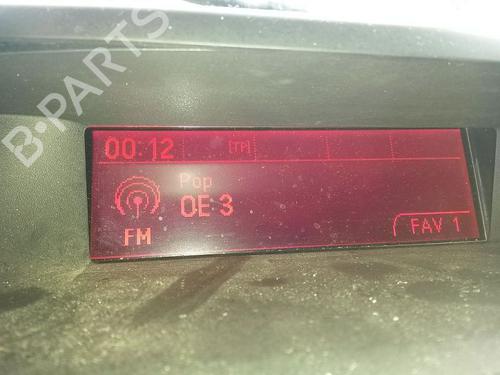 B-PARTS
00:12 [TP]
Pop
OE 3
FM
FAV 1